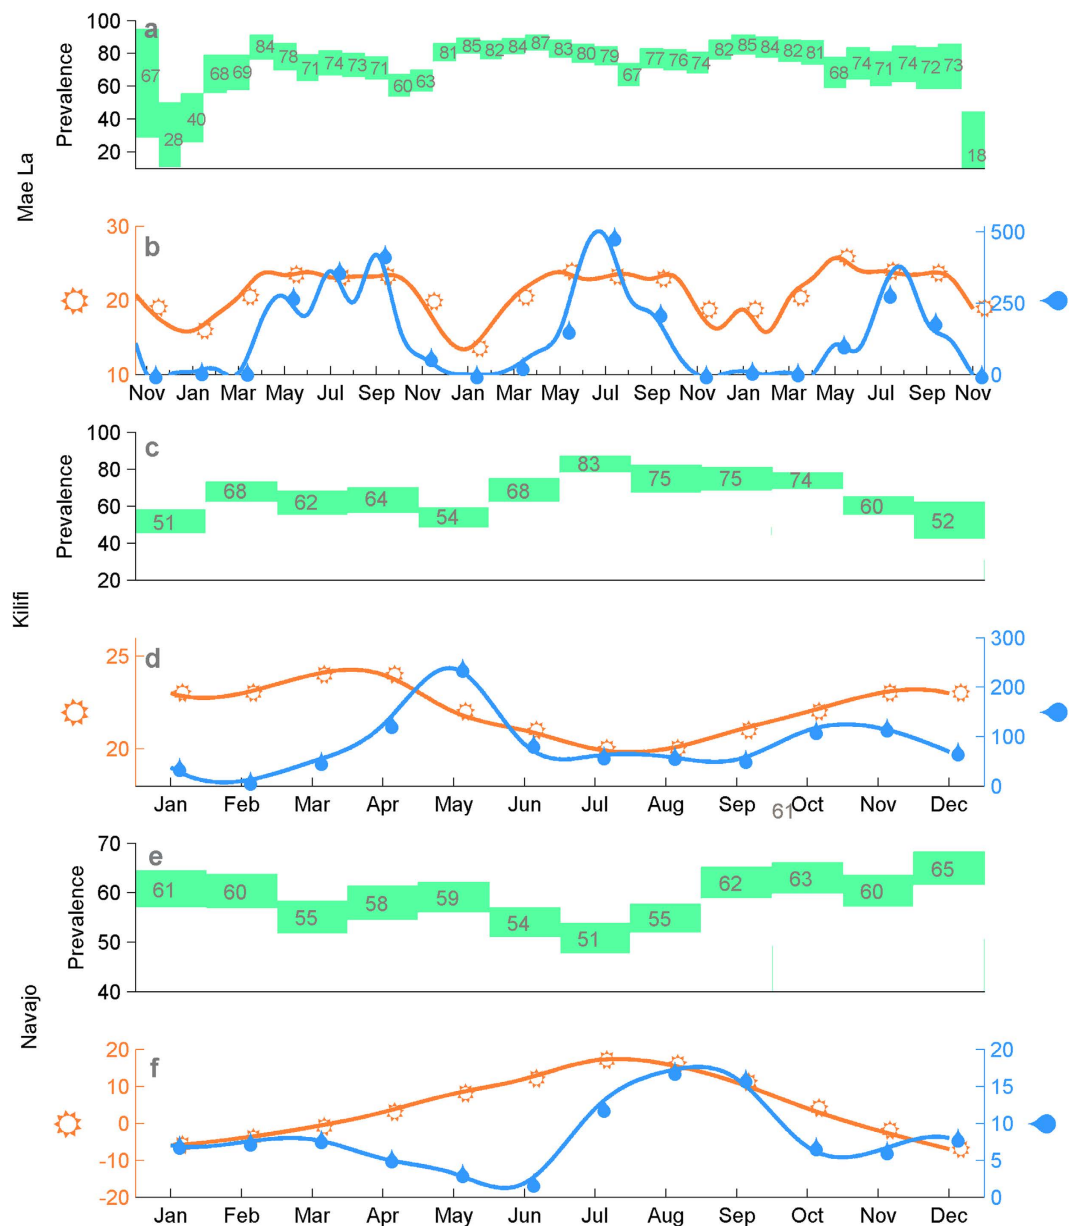 Mae La
Prevalence
a
100
80
60
40
20
67 28 40 68 69 84 78 71 74 73 71 60 63 81 85 82 84 87 83 80 79 67 77 76 74 82 85 84 82 81 68 74 71 74 72 73 18
b
30
20
10
500
250
0
Nov Jan Mar May Jul Sep Nov Jan Mar May Jul Sep Nov Jan Mar May Jul Sep Nov
Kilifi
Prevalence
c
100
80
60
40
20
51 68 62 64 54 68 83 75 75 74 60 52
d
25
20
300
200
100
0
Jan Feb Mar Apr May Jun Jul Aug Sep Oct Nov Dec
61
Navajo
Prevalence
e
70
60
50
40
61 60 55 58 59 54 51 55 62 63 60 65
f
20
10
0
-10
-20
20
15
10
5
0
Jan Feb Mar Apr May Jun Jul Aug Sep Oct Nov Dec